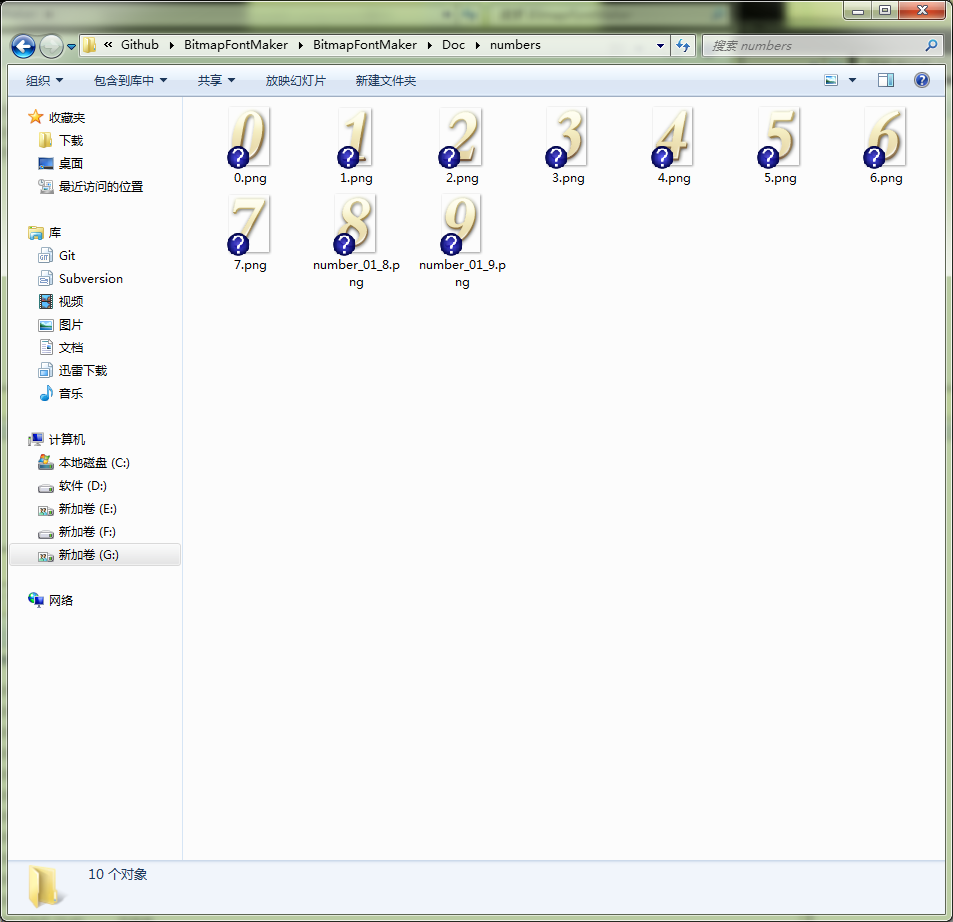 « Github ▸ BitmapFontMaker ▸ BitmapFontMaker ▸ Doc ▸ numbers
搜索 numbers
组织 包含到库中 共享 放映幻灯片 新建文件夹
收藏夹
下载
桌面
最近访问的位置
库
Git
Subversion
视频
图片
文档
迅雷下载
音乐
计算机
本地磁盘 (C:)
软件 (D:)
新加卷 (E:)
新加卷 (F:)
新加卷 (G:)
网络
0 1 2 3 4 5 6
? ? ? ? ? ? ?
0.png 1.png 2.png 3.png 4.png 5.png 6.png
7 8 9
? ? ?
7.png number_01_8.p number_01_9.p
ng ng
10 个对象